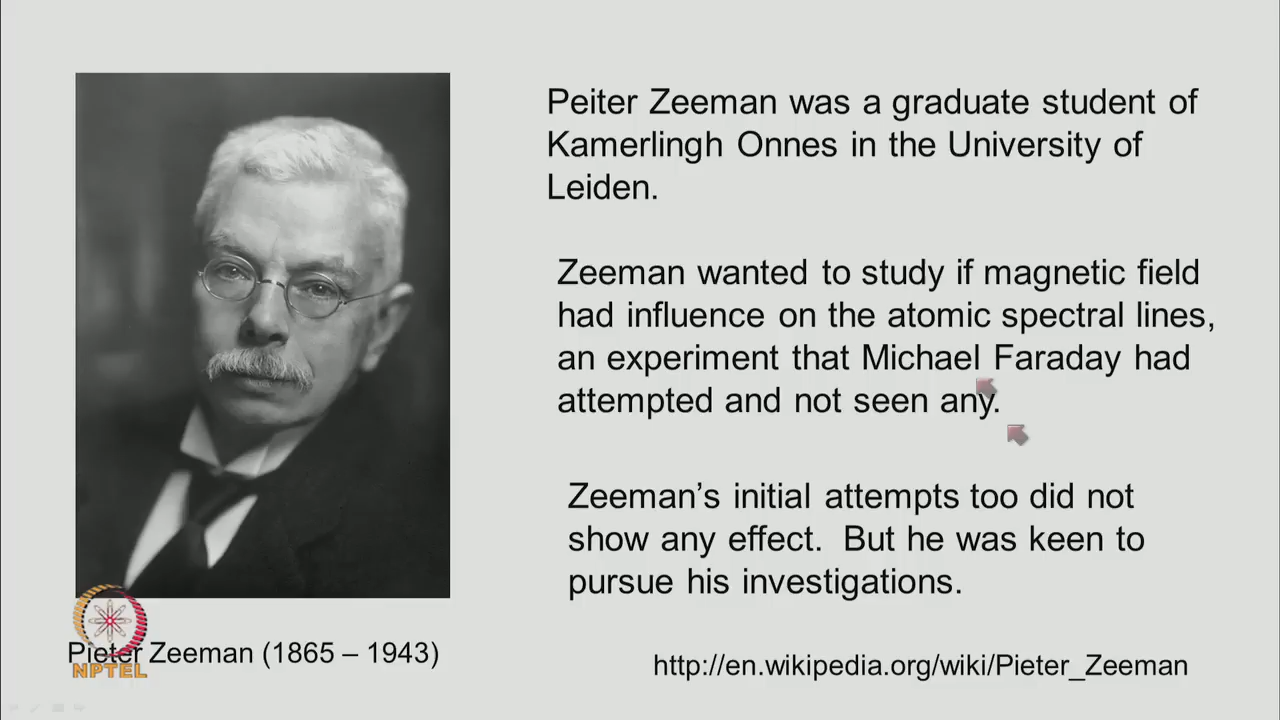 Peiter Zeeman was a graduate student of
Kamerlingh Onnes in the University of
Leiden.
Zeeman wanted to study if magnetic field
had influence on the atomic spectral lines,
an experiment that Michael Faraday had
attempted and not seen any.
Zeeman’s initial attempts too did not
show any effect.  But he was keen to
pursue his investigations.
Pieter Zeeman (1865 – 1943)
NPTEL
http://en.wikipedia.org/wiki/Pieter_Zeeman